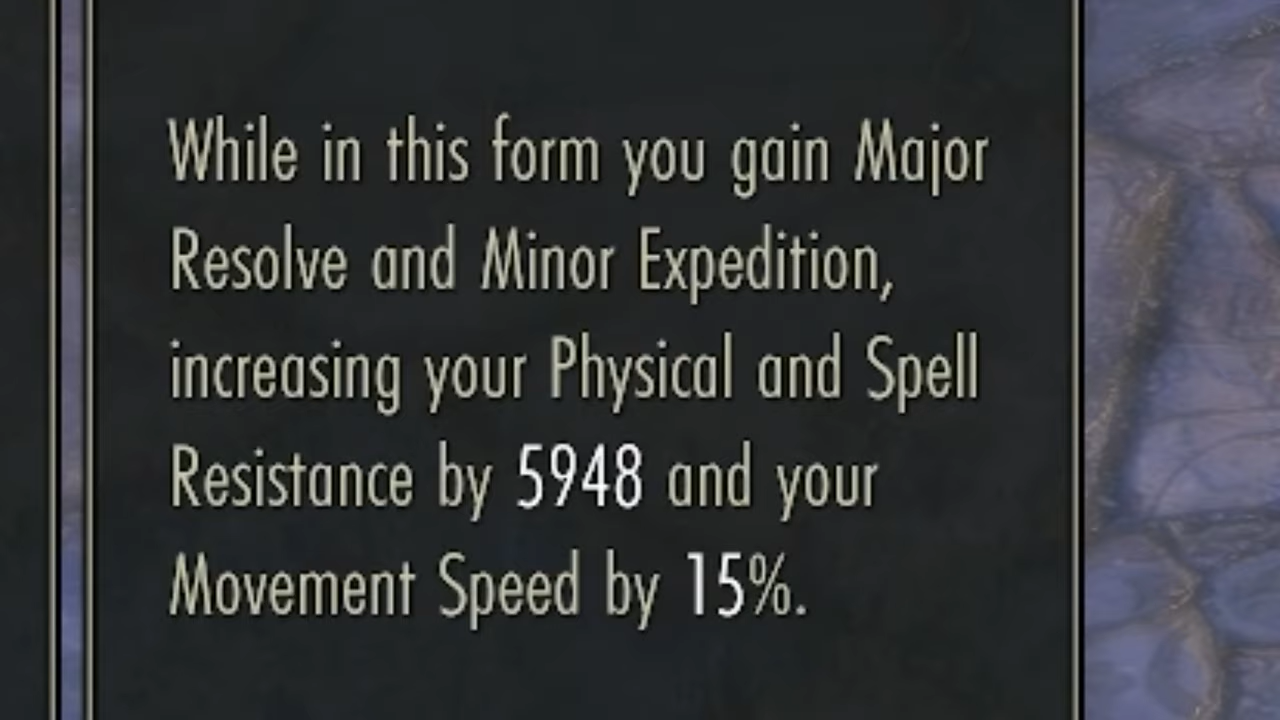 While in this form you gain Major
Resolve and Minor Expedition,
increasing your Physical and Spell
Resistance by 5948 and your
Movement Speed by 15%.